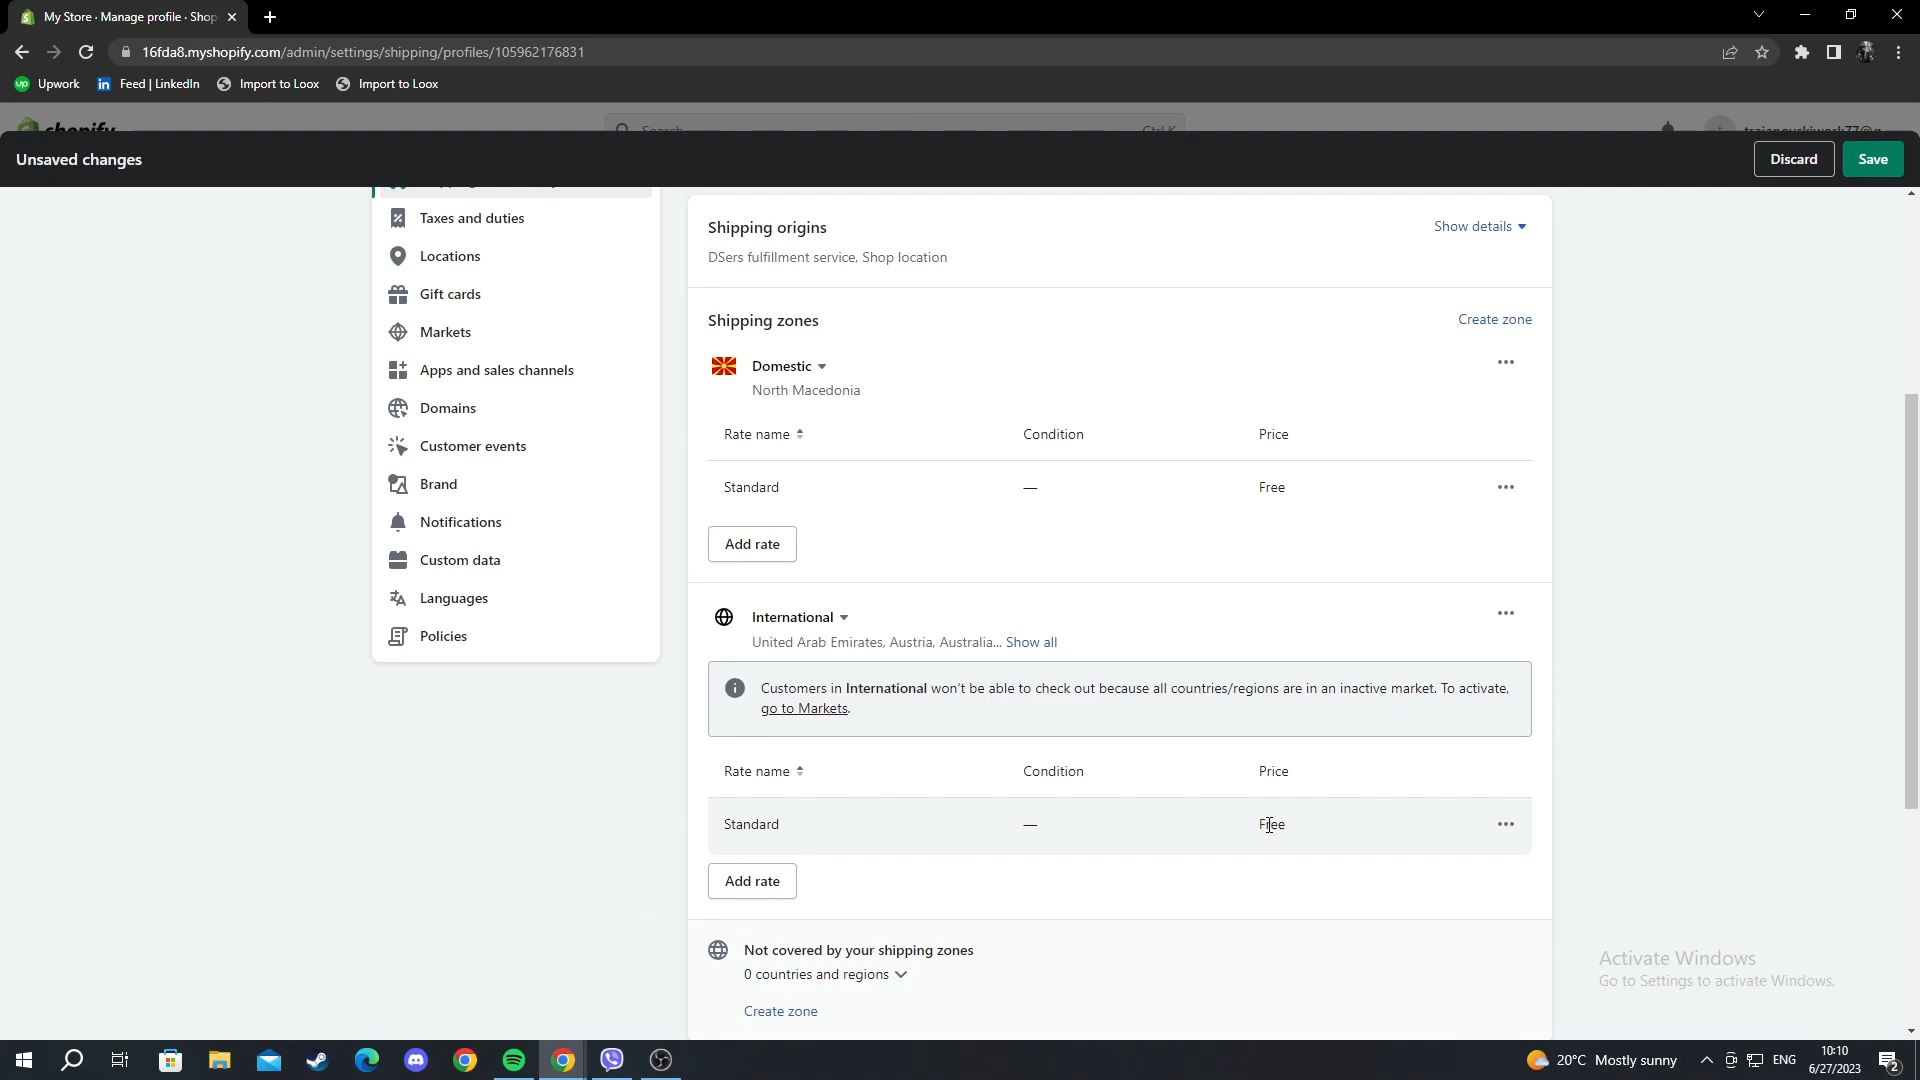 My Store · Manage profile · Shop
16fda8.myshopify.com/admin/settings/shipping/profiles/105962176831
Upwork
Feed | LinkedIn
Import to Loox
Import to Loox
shopify
Search
Ctrl K
Unsaved changes
Discard
Save
Taxes and duties
Locations
Gift cards
Markets
Apps and sales channels
Domains
Customer events
Brand
Notifications
Custom data
Languages
Policies
Shipping origins
Show details
DSers fulfillment service, Shop location
Shipping zones
Create zone
Domestic
North Macedonia
Rate name Condition Price
Standard — Free
Add rate
International
United Arab Emirates, Austria, Australia... Show all
Customers in International won't be able to check out because all countries/regions are in an inactive market. To activate,
go to Markets.
Rate name Condition Price
Standard — Free
Add rate
Not covered by your shipping zones
0 countries and regions
Create zone
Activate Windows
Go to Settings to activate Windows.
20°C Mostly sunny
ENG
10:10
6/27/2023
2